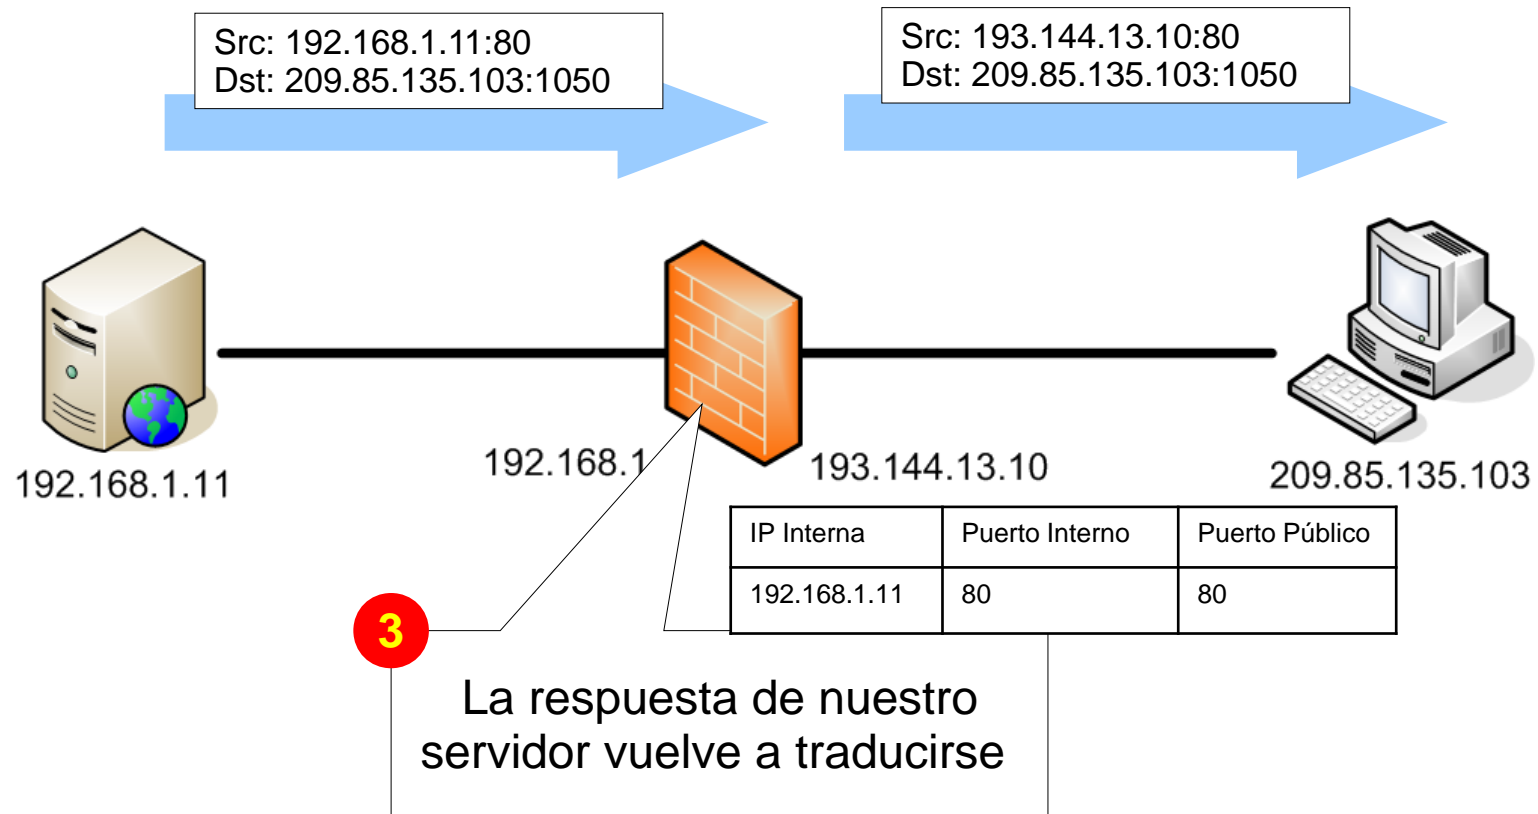 Src: 192.168.1.11:80
Dst: 209.85.135.103:1050
Src: 193.144.13.10:80
Dst: 209.85.135.103:1050
192.168.1.11
192.168.1
193.144.13.10
209.85.135.103
IP Interna Puerto Interno Puerto Público
192.168.1.11 80 80
3
La respuesta de nuestro
servidor vuelve a traducirse